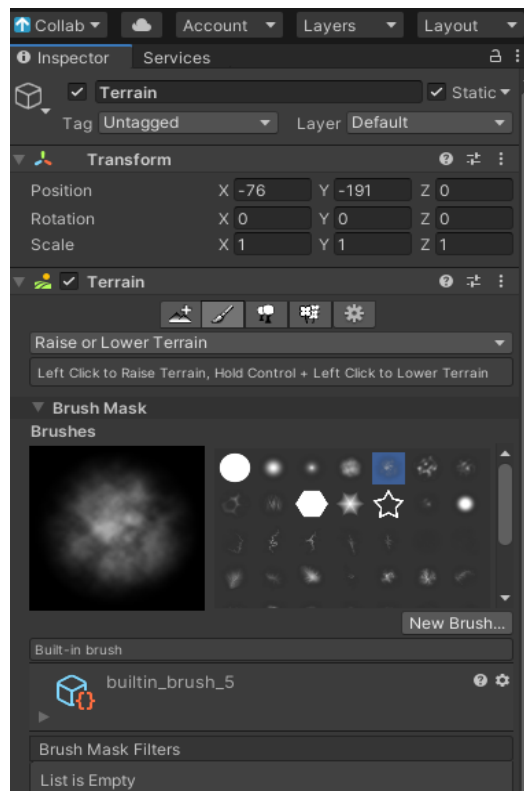 Collab Account Layers Layout
Inspector Services
Terrain Static
Tag Untagged Layer Default
Transform
Position X -76 Y -191 Z 0
Rotation X 0 Y 0 Z 0
Scale X 1 Y 1 Z 1
Terrain
Raise or Lower Terrain
Left Click to Raise Terrain, Hold Control + Left Click to Lower Terrain
Brush Mask
Brushes
New Brush...
Built-in brush
builtin_brush_5
Brush Mask Filters
List is Empty